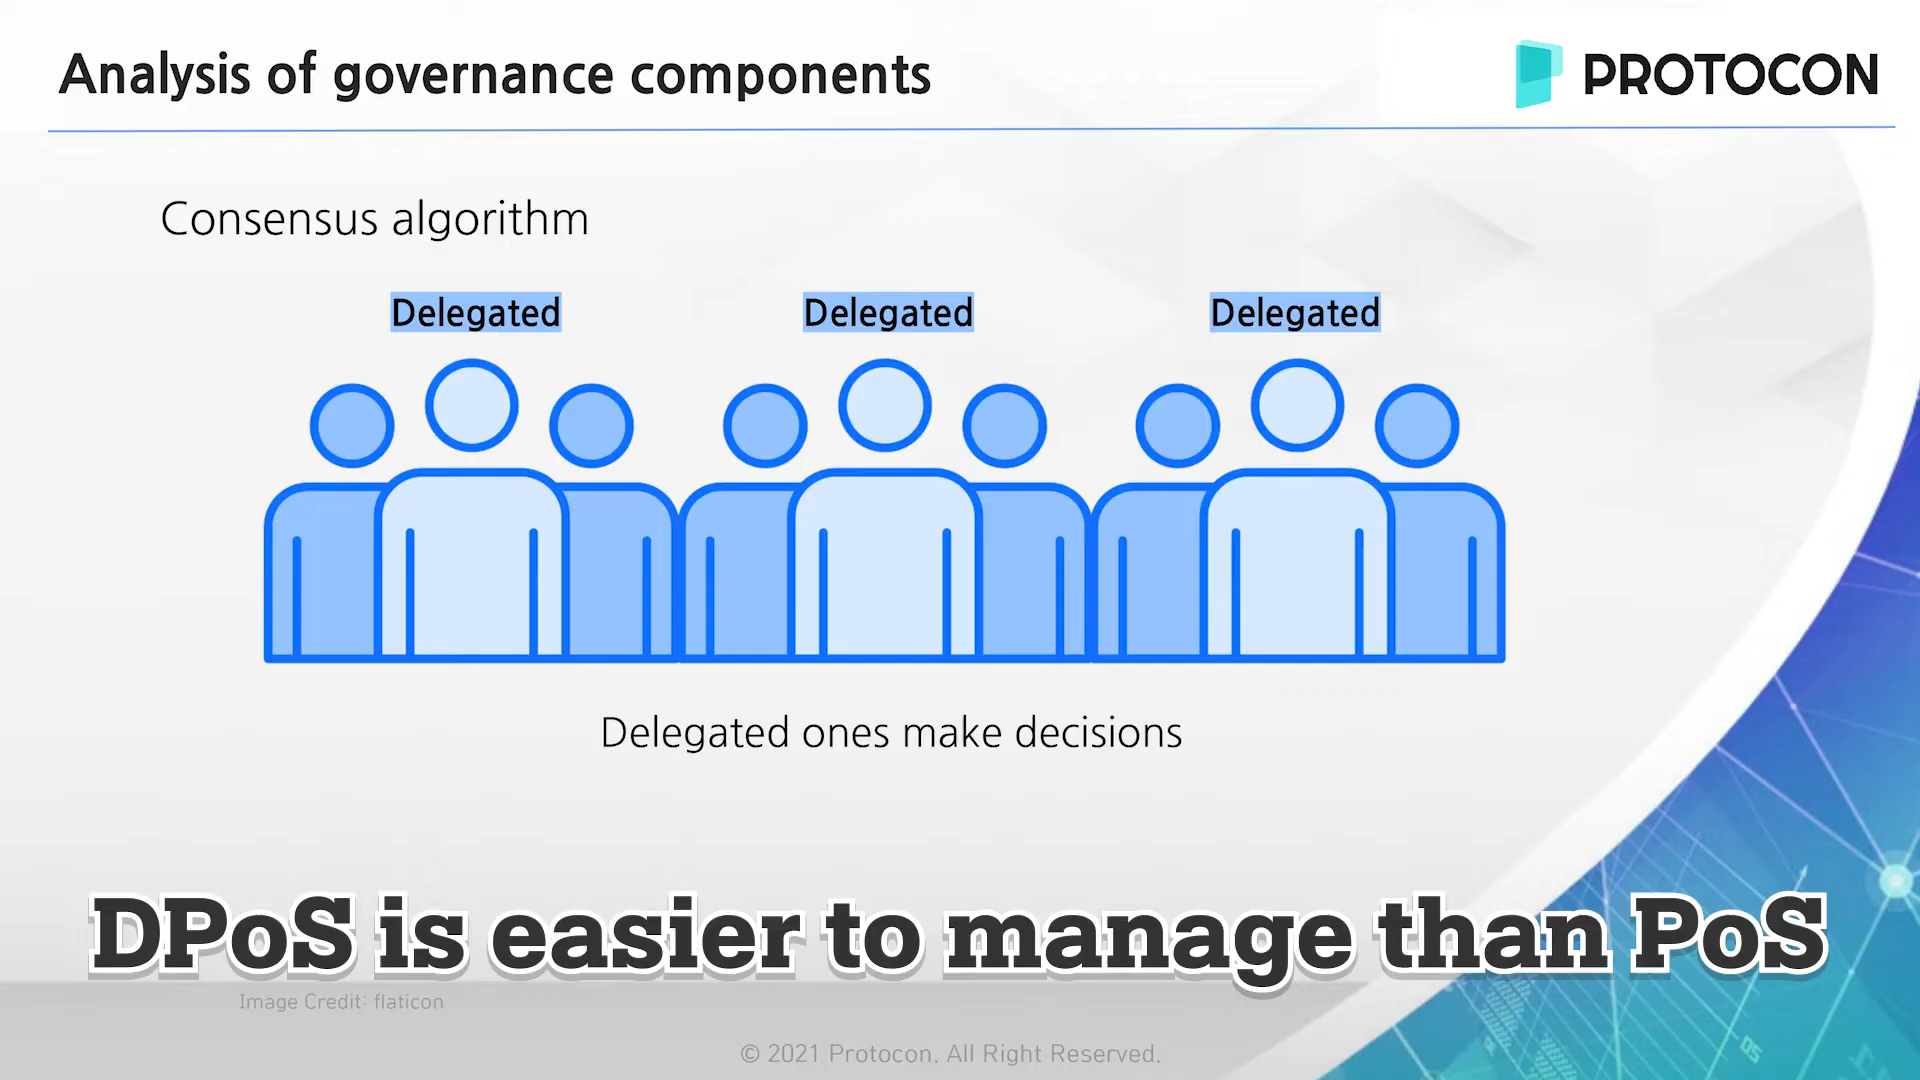 Analysis of governance components
PROTOCON
Consensus algorithm
Delegated
Delegated
Delegated
Delegated ones make decisions
DPoS is easier to manage than PoS
Image Credit: flaticon
© 2021 Protocon. All Right Reserved.
05